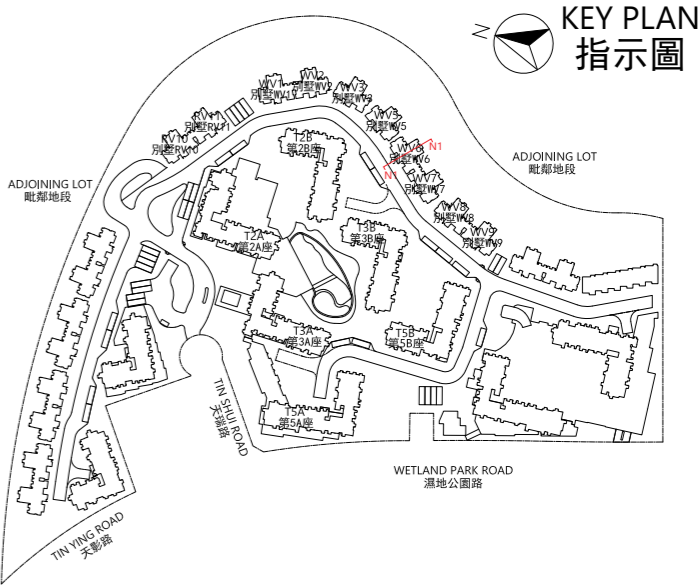 KEY PLAN
指示圖
N
WV1
別墅WV1
WV2
別墅WV2
WV3
別墅WV3
WV5
別墅WV5
WV6
別墅WV6
N1
N1
WV7
別墅WV7
WV8
別墅WV8
WV9
別墅WV9
RV11
別墅RV11
RV10
別墅RV10
T2B
第2B座
ADJOINING LOT
毗鄰地段
ADJOINING LOT
毗鄰地段
T2A
第2A座
T3B
第3B座
T3A
第3A座
T5B
第5B座
T5A
第5A座
TIN SHUI ROAD
天瑞路
WETLAND PARK ROAD
濕地公園路
TIN YING ROAD
天影路